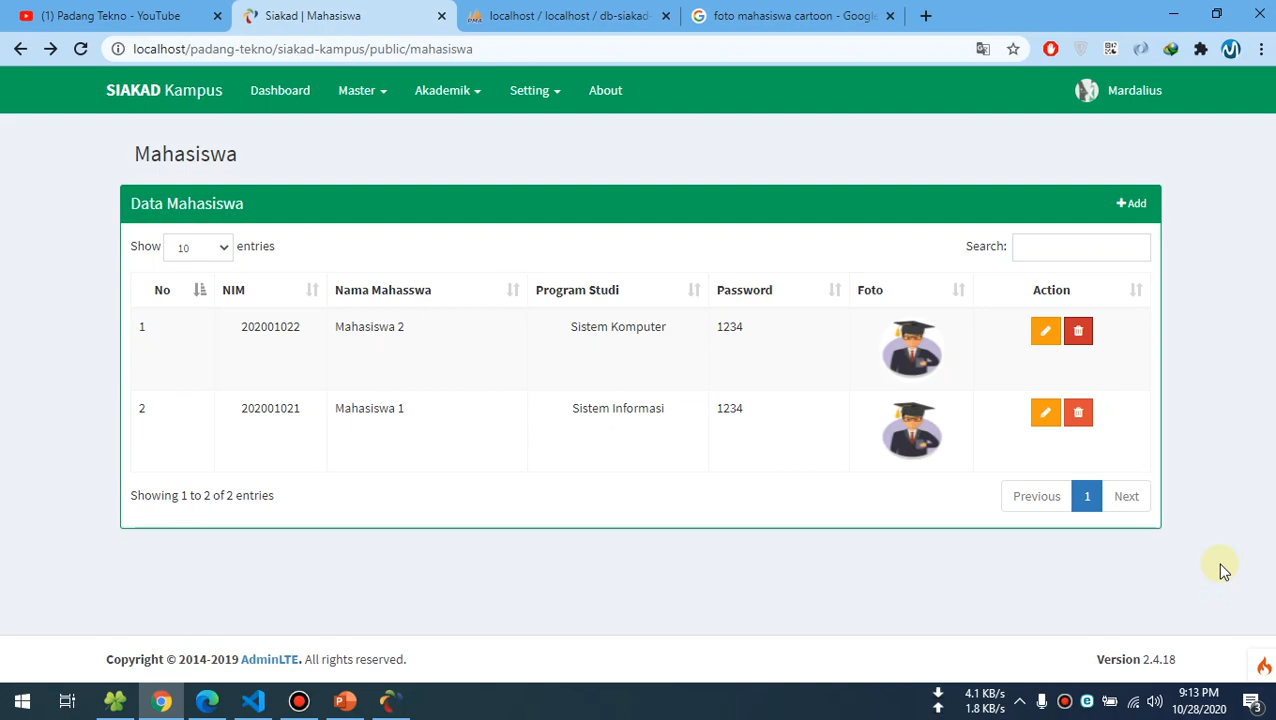 (1) Padang Tekno - YouTube
Siakad | Mahasiswa
localhost / localhost / db-siakad-
foto mahasiswa cartoon - Google
localhost/padang-tekno/siakad-kampus/public/mahasiswa
SIAKAD Kampus Dashboard Master Akademik Setting About Mardalius
Mahasiswa
Data Mahasiswa Add
Show 10 entries Search:
No NIM Nama Mahasswa Program Studi Password Foto Action
1 202001022 Mahasiswa 2 Sistem Komputer 1234
2 202001021 Mahasiswa 1 Sistem Informasi 1234
Showing 1 to 2 of 2 entries Previous 1 Next
Copyright © 2014-2019 AdminLTE. All rights reserved. Version 2.4.18
4.1 KB/s
1.8 KB/s
9:13 PM
10/28/2020
3